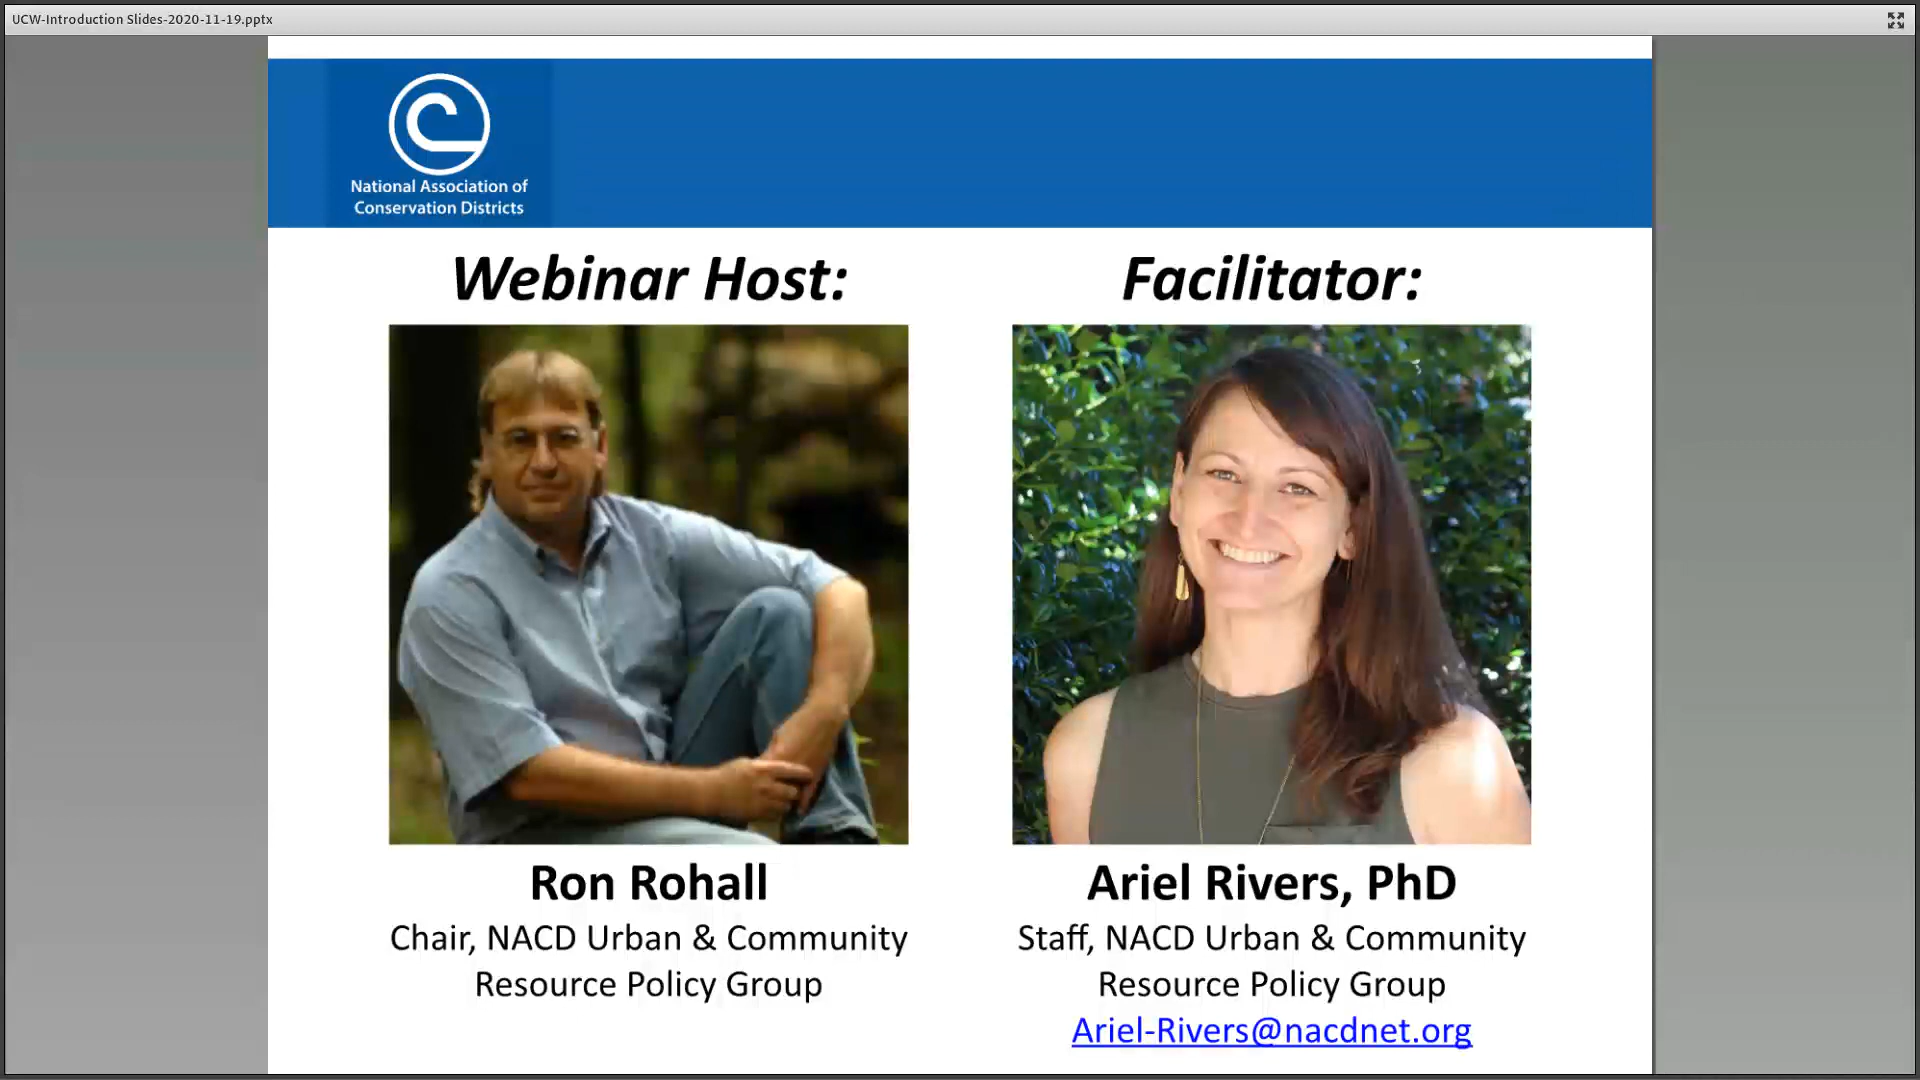 UCW-Introduction Slides-2020-11-19.pptx
National Association of
Conservation Districts
Webinar Host:
Ron Rohall
Chair, NACD Urban & Community
Resource Policy Group
Facilitator:
Ariel Rivers, PhD
Staff, NACD Urban & Community
Resource Policy Group
Ariel-Rivers@nacdnet.org